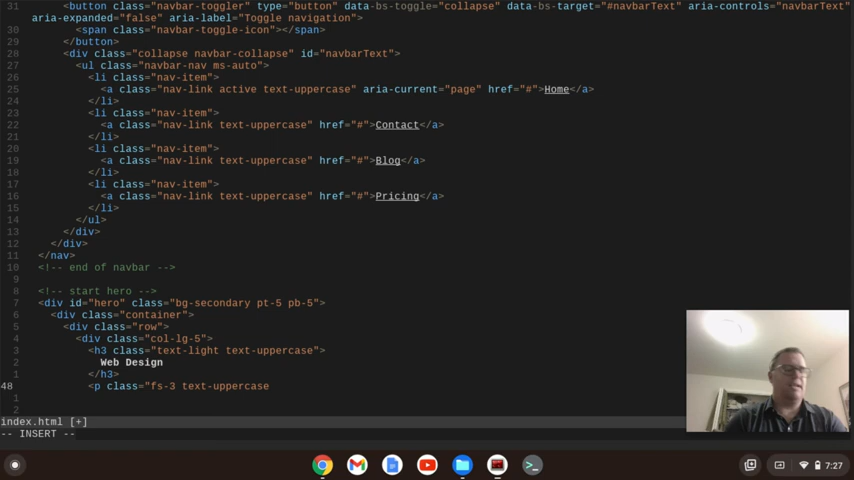 31 <button class="navbar-toggler" type="button" data-bs-toggle="collapse" data-bs-target="#navbarText" aria-controls="navbarText"
aria-expanded="false" aria-label="Toggle navigation">
30 <span class="navbar-toggle-icon"></span>
29 </button>
28 <div class="collapse navbar-collapse" id="navbarText">
27 <ul class="navbar-nav ms-auto">
26 <li class="nav-item">
25 <a class="nav-link active text-uppercase" aria-current="page" href="#">Home</a>
24 </li>
23 <li class="nav-item">
22 <a class="nav-link text-uppercase" href="#">Contact</a>
21 </li>
20 <li class="nav-item">
19 <a class="nav-link text-uppercase" href="#">Blog</a>
18 </li>
17 <li class="nav-item">
16 <a class="nav-link text-uppercase" href="#">Pricing</a>
15 </li>
14 </ul>
13 </div>
12 </div>
11 </nav>
10 <!-- end of navbar -->
9
8 <!-- start hero -->
7 <div id="hero" class="bg-secondary pt-5 pb-5">
6 <div class="container">
5 <div class="row">
4 <div class="col-lg-5">
3 <h3 class="text-light text-uppercase">
2 Web Design
1 </h3>
48 <p class="fs-3 text-uppercase
1
2
index.html [+]
-- INSERT --
7:27